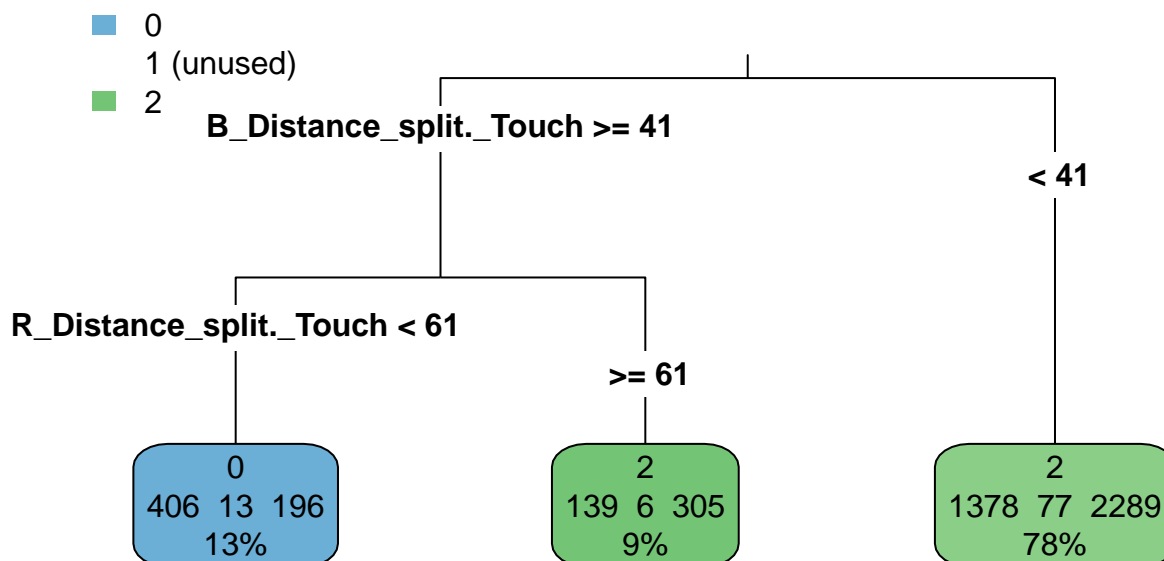 0
1 (unused)
2
B_Distance_split._Touch >= 41
< 41
R_Distance_split._Touch < 61
>= 61
0
406 13 196
13%
2
139 6 305
9%
2
1378 77 2289
78%